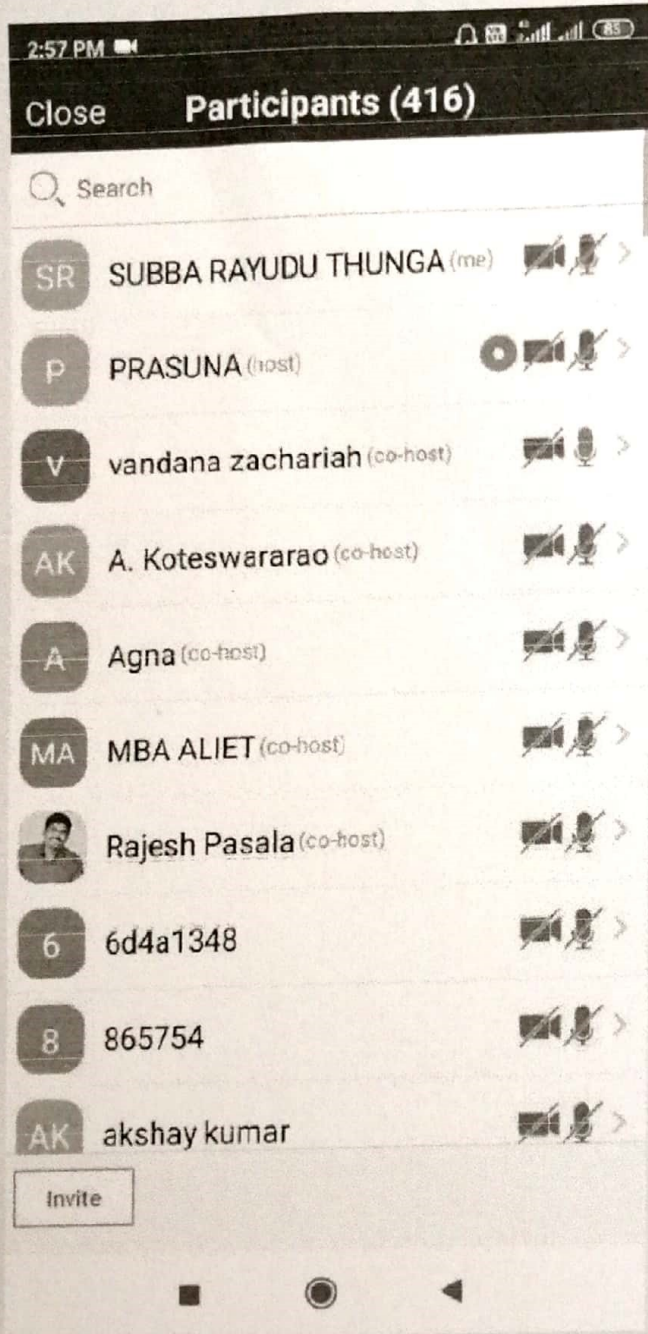 2:57 PM 85
Close Participants (416)
Search
SR SUBBA RAYUDU THUNGA (me)
P PRASUNA (host)
v vandana zachariah (co-host)
AK A. Koteswararao (co-host)
A Agna (co-host)
MA MBA ALIET (co-host)
Rajesh Pasala (co-host)
6 6d4a1348
8 865754
AK akshay kumar
Invite